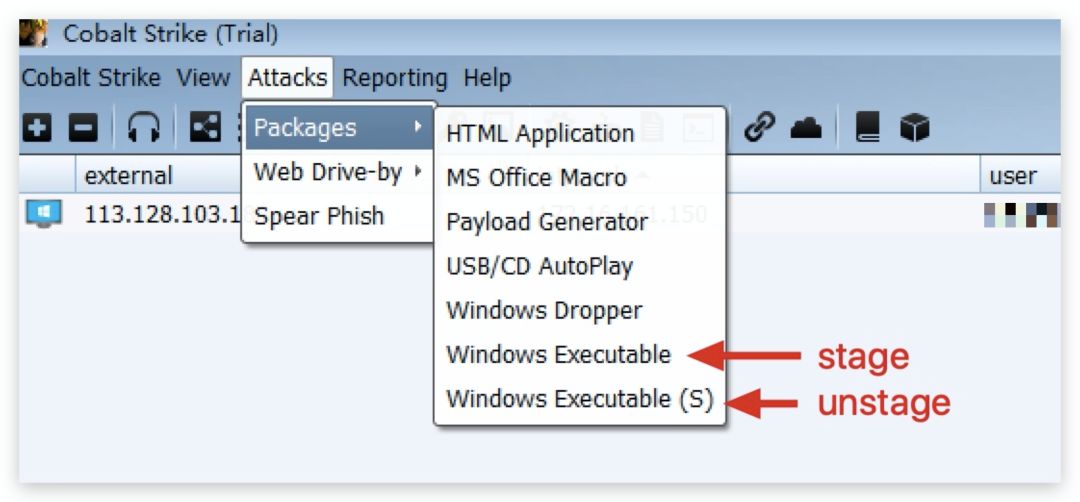 Cobalt Strike (Trial)
Cobalt Strike View Attacks Reporting Help
Packages
Web Drive-by
Spear Phish
HTML Application
MS Office Macro
Payload Generator
USB/CD AutoPlay
Windows Dropper
Windows Executable
Windows Executable (S)
stage
unstage
external
user
113.128.103.1